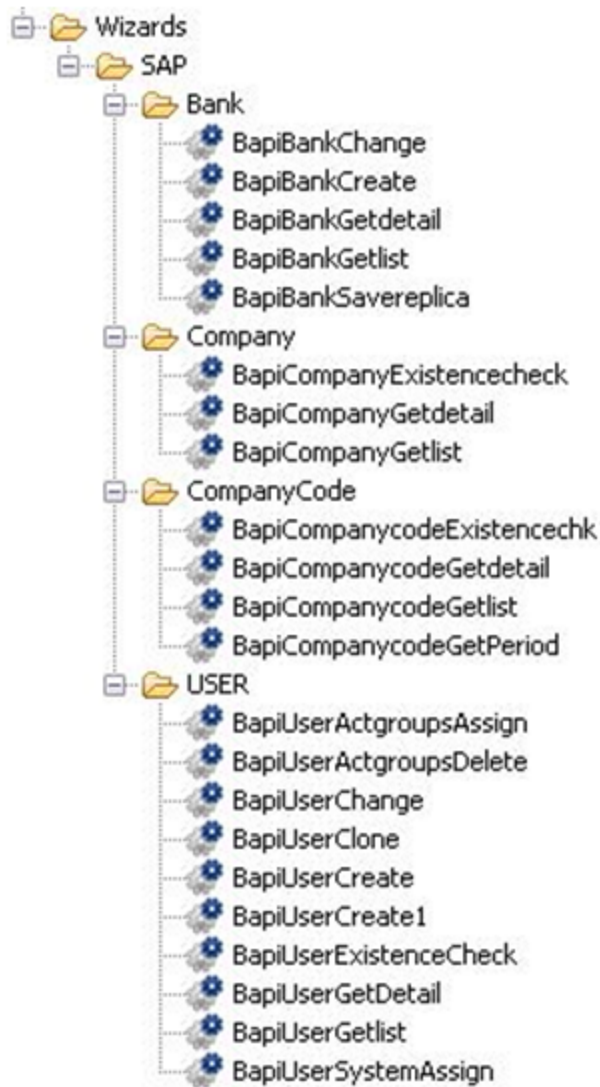 Wizards
SAP
Bank
BapiBankChange
BapiBankCreate
BapiBankGetdetail
BapiBankGetlist
BapiBankSavereplica
Company
BapiCompanyExistencecheck
BapiCompanyGetdetail
BapiCompanyGetlist
CompanyCode
BapiCompanycodeExistencechk
BapiCompanycodeGetdetail
BapiCompanycodeGetlist
BapiCompanycodeGetPeriod
USER
BapiUserActgroupsAssign
BapiUserActgroupsDelete
BapiUserChange
BapiUserClone
BapiUserCreate
BapiUserCreate1
BapiUserExistenceCheck
BapiUserGetDetail
BapiUserGetlist
BapiUserSystemAssign